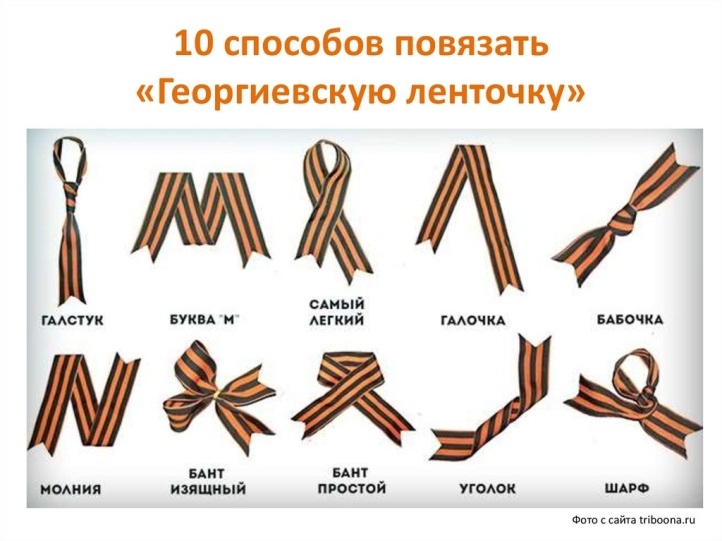 10 способов повязать
«Георгиевскую ленточку»
ГАЛСТУК
БУКВА "М"
САМЫЙ
ЛЕГКИЙ
ГАЛОЧКА
БАБОЧКА
МОЛНИЯ
БАНТ
ИЗЯЩНЫЙ
БАНТ
ПРОСТОЙ
УГОЛОК
ШАРФ
Фото с сайта triboona.ru